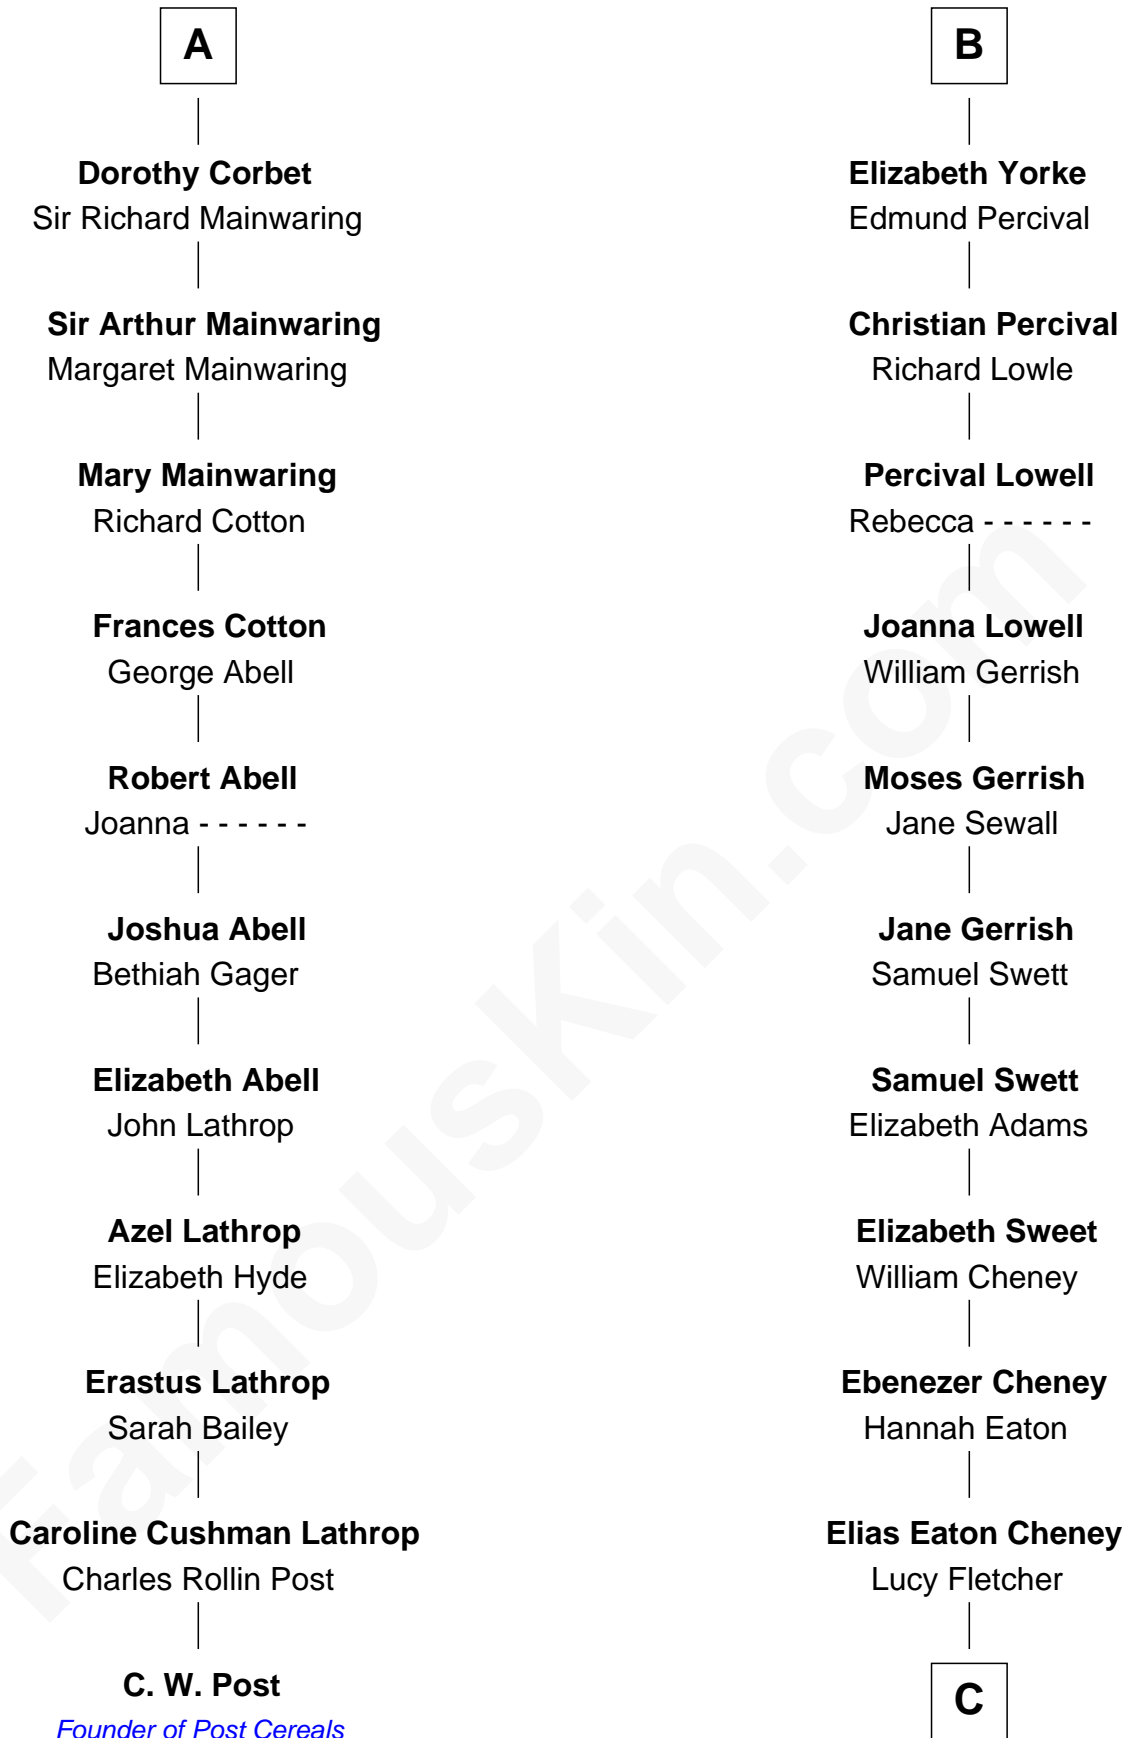 A
Dorothy Corbet
Sir Richard Mainwaring
Sir Arthur Mainwaring
Margaret Mainwaring
Mary Mainwaring
Richard Cotton
Frances Cotton
George Abell
Robert Abell
Joanna - - - - - -
Joshua Abell
Bethiah Gager
Elizabeth Abell
John Lathrop
Azel Lathrop
Elizabeth Hyde
Erastus Lathrop
Sarah Bailey
Caroline Cushman Lathrop
Charles Rollin Post
C. W. Post
Founder of Post Cereals
B
Elizabeth Yorke
Edmund Percival
Christian Percival
Richard Lowle
Percival Lowell
Rebecca - - - - - -
Joanna Lowell
William Gerrish
Moses Gerrish
Jane Sewall
Jane Gerrish
Samuel Swett
Samuel Swett
Elizabeth Adams
Elizabeth Sweet
William Cheney
Ebenezer Cheney
Hannah Eaton
Elias Eaton Cheney
Lucy Fletcher
C
FamousKin.com